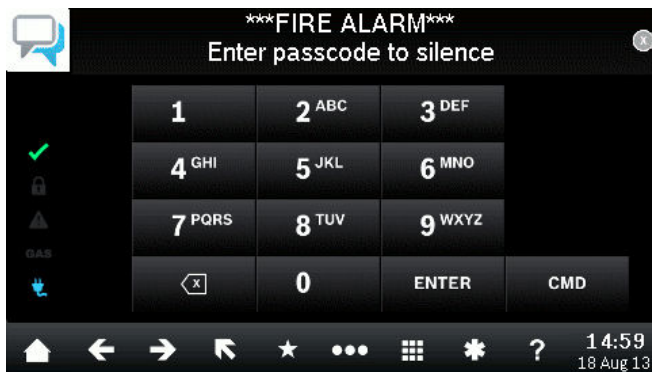 ***FIRE ALARM***
Enter passcode to silence
x
1 2 ABC 3 DEF
4 GHI 5 JKL 6 MNO
7 PQRS 8 TUV 9 WXYZ
GAS
x 0 ENTER CMD
? 14:59
18 Aug 13